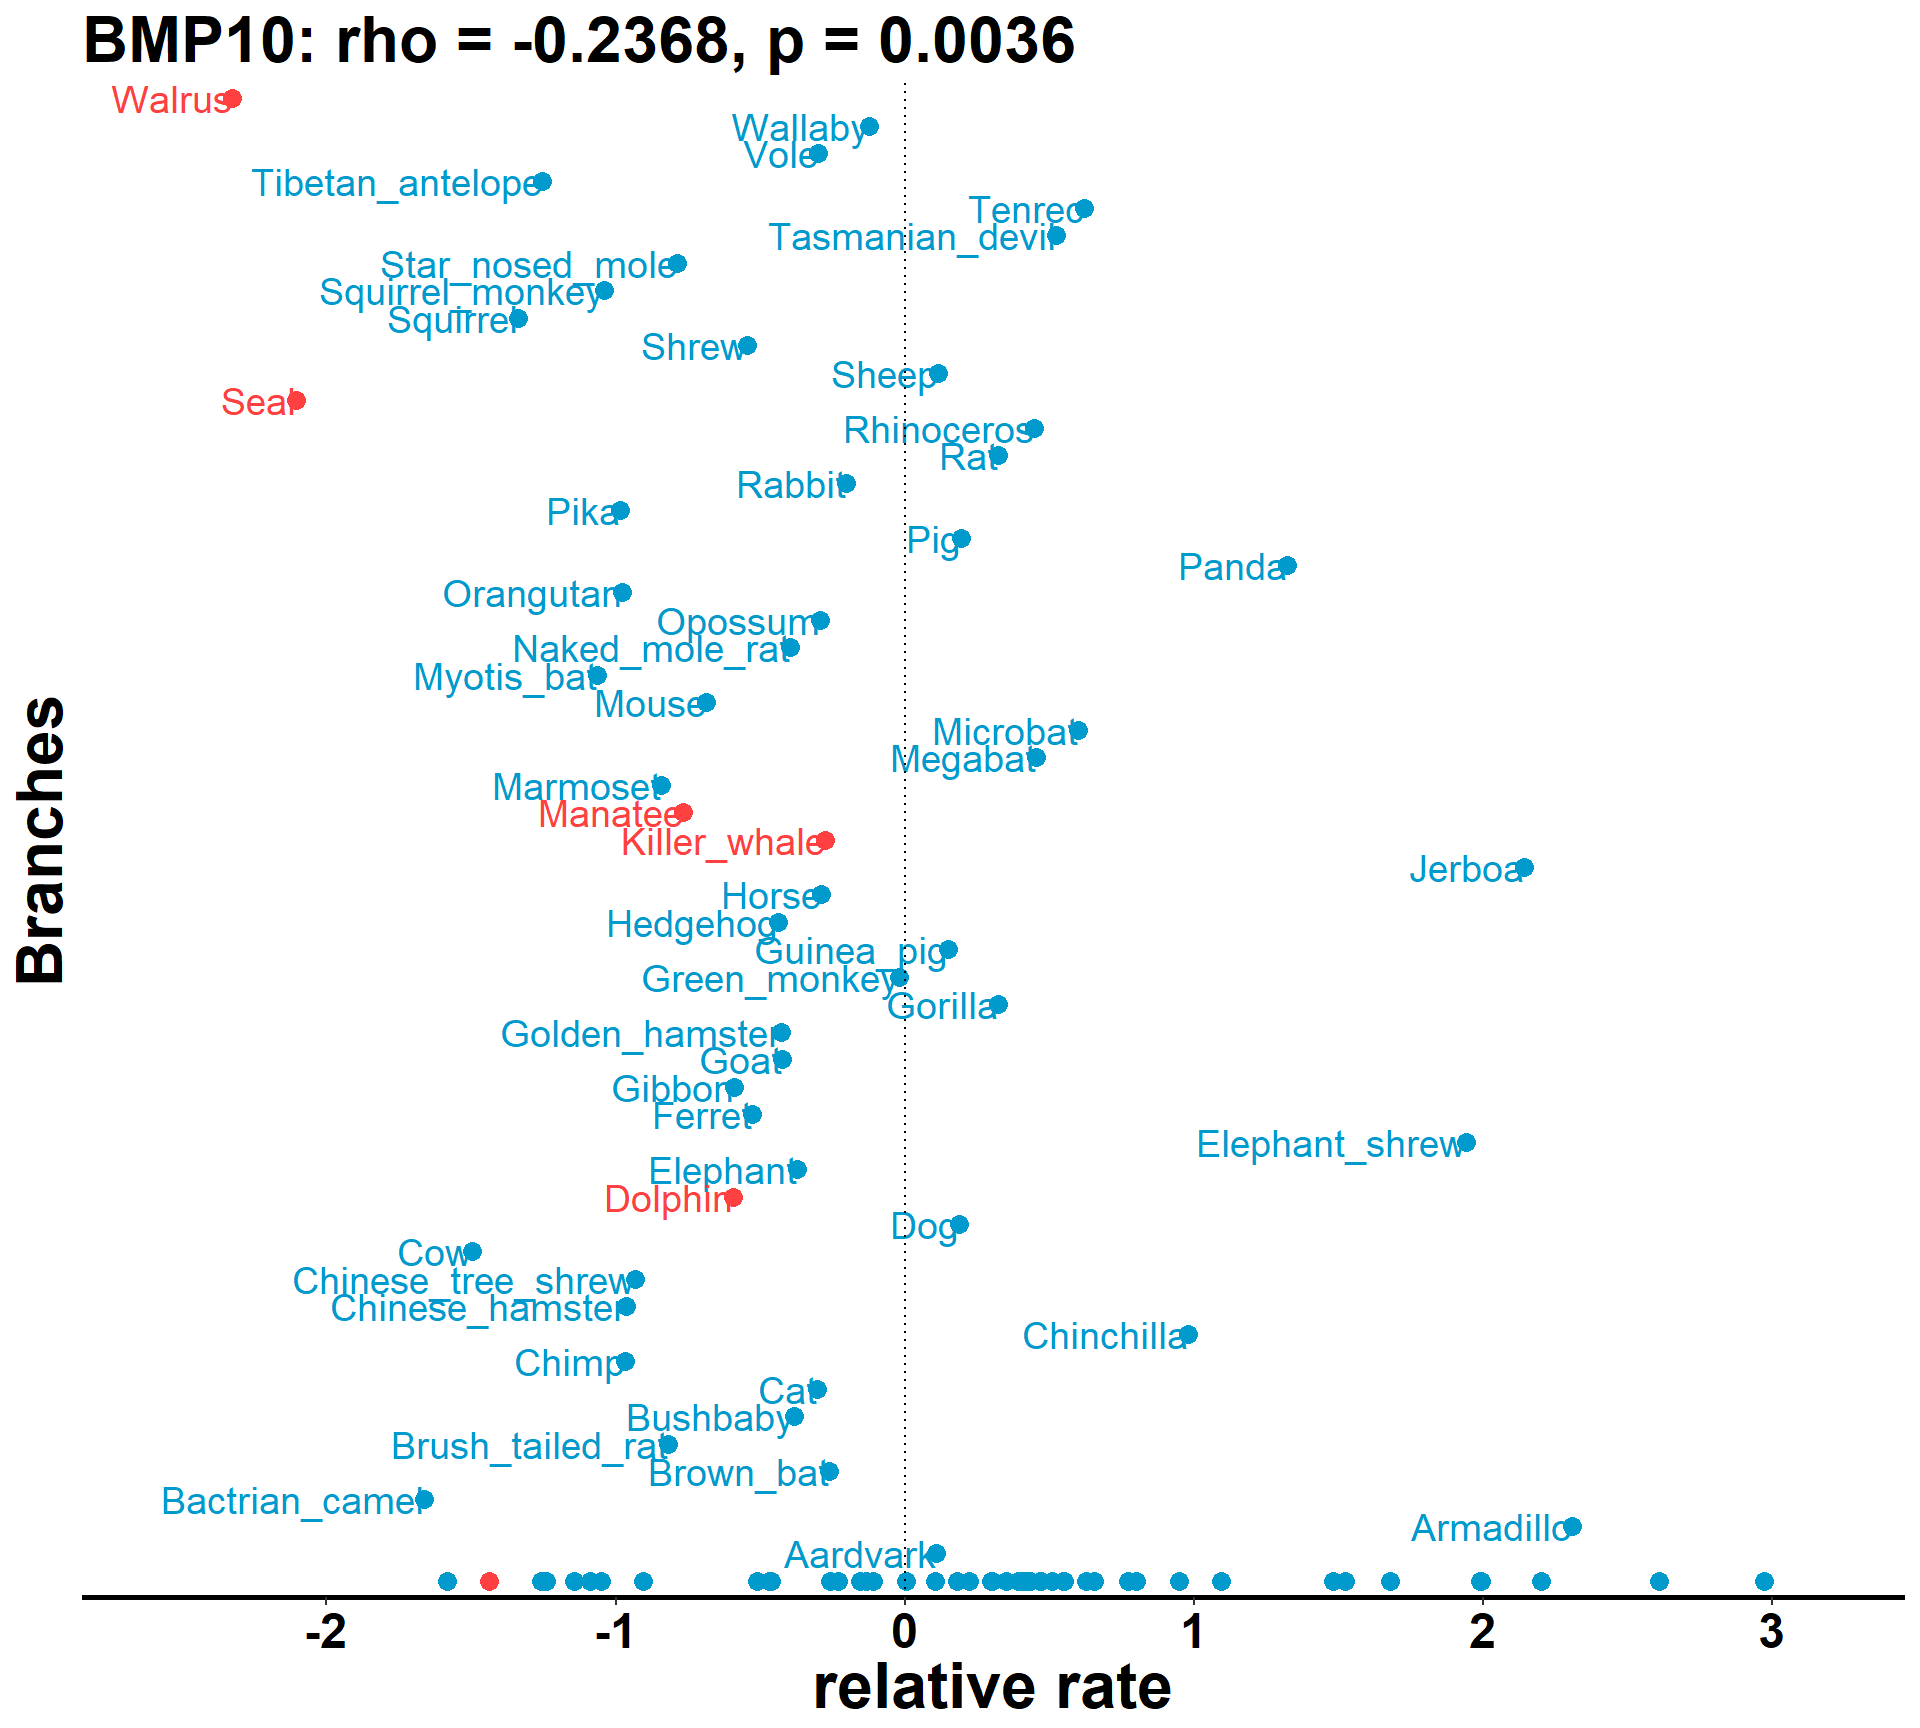 BMP10: rho = -0.2368, p = 0.0036
Walrus
Wallaby
Vole
Tibetan_antelope
Tenrec
Tasmanian_devil
Star_nosed_mole
Squirrel_monkey
Squirrel
Shrew
Sheep
Seal
Rhinoceros
Rat
Rabbit
Pika
Pig
Panda
Orangutan
Opossum
Naked_mole_rat
Myotis_bat
Mouse
Microbat
Megabat
Marmoset
Manatee
Killer_whale
Jerboa
Horse
Hedgehog
Guinea_pig
Green_monkey
Gorilla
Golden_hamster
Goat
Gibbon
Ferret
Elephant_shrew
Elephant
Dolphin
Dog
Cow
Chinese_tree_shrew
Chinese_hamster
Chinchilla
Chimp
Cat
Bushbaby
Brush_tailed_rat
Brown_bat
Bactrian_camel
Armadillo
Aardvark
Branches
-2 -1 0 1 2 3
relative rate